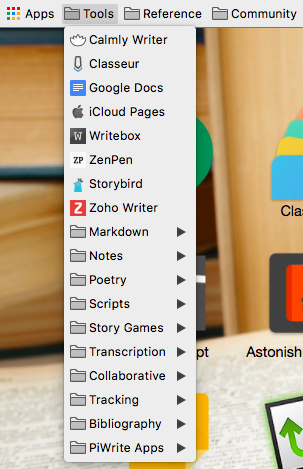 Apps Tools Reference Community
Calmly Writer
Classeur
Google Docs
iCloud Pages
W Writebox
ZP ZenPen
Storybird
Z Zoho Writer
Markdown
Notes
Poetry
Scripts
Story Games
Transcription
Collaborative
Tracking
Bibliography
PiWrite Apps
Clas
pt
Astonish